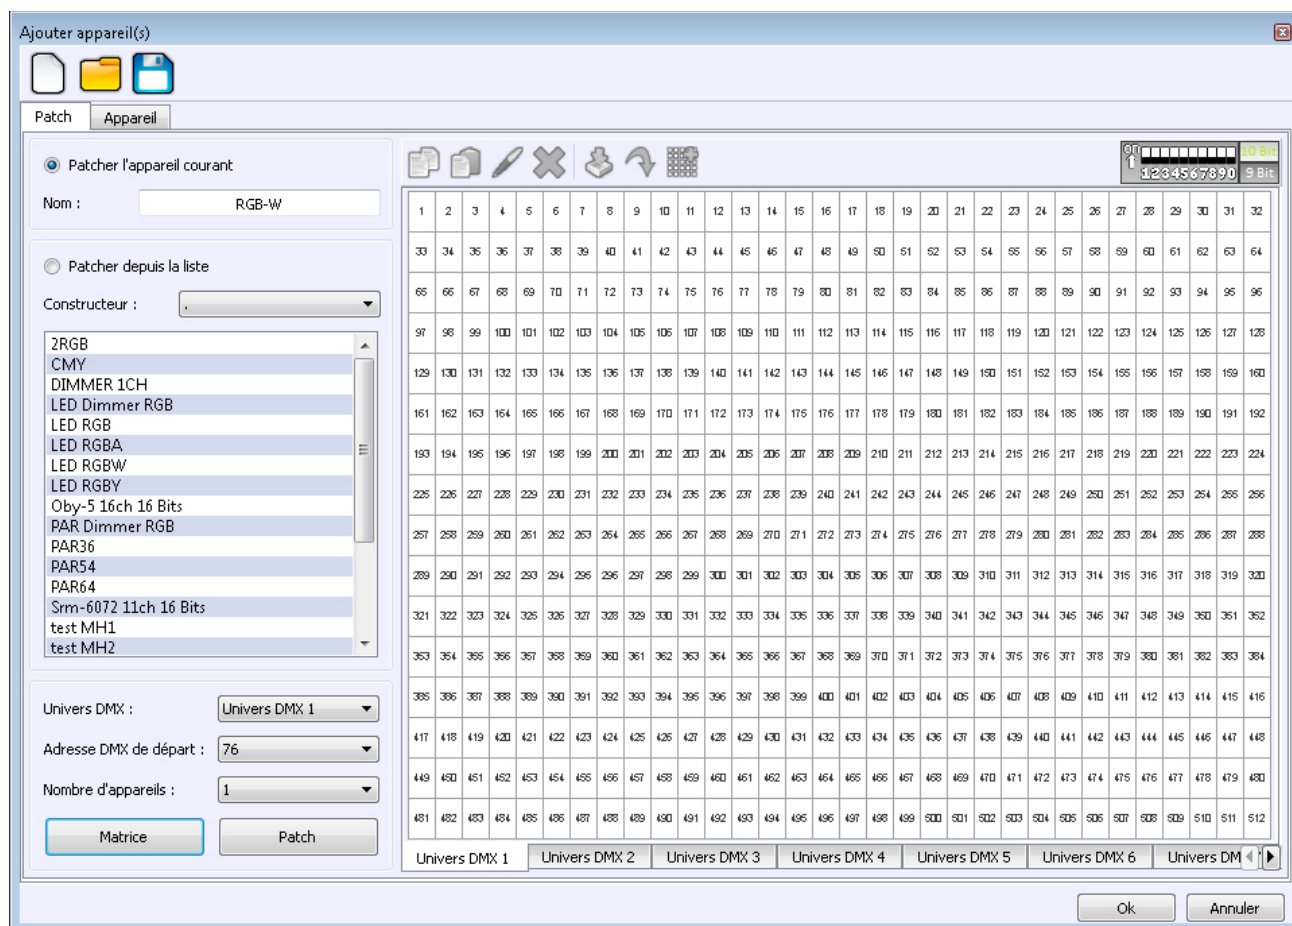 Ajouter appareil(s)
Patch Appareil
Patcher l'appareil courant
Nom : RGB-W
Patcher depuis la liste
Constructeur : .
2RGB
CMY
DIMMER 1CH
LED Dimmer RGB
LED RGB
LED RGBA
LED RGBW
LED RGBY
Oby-5 16ch 16 Bits
PAR Dimmer RGB
PAR36
PAR54
PAR64
Srm-6072 11ch 16 Bits
test MH1
test MH2
Univers DMX : Univers DMX 1
Adresse DMX de départ : 76
Nombre d'appareils : 1
Matrice Patch
on 10 Bit
1234567890 9 Bit
1 2 3 4 5 6 7 8 9 10 11 12 13 14 15 16 17 18 19 20 21 22 23 24 25 26 27 28 29 30 31 32
33 34 35 36 37 38 39 40 41 42 43 44 45 46 47 48 49 50 51 52 53 54 55 56 57 58 59 60 61 62 63 64
65 66 67 68 69 70 71 72 73 74 75 76 77 78 79 80 81 82 83 84 85 86 87 88 89 90 91 92 93 94 95 96
97 98 99 100 101 102 103 104 105 106 107 108 109 110 111 112 113 114 115 116 117 118 119 120 121 122 123 124 125 126 127 128
129 130 131 132 133 134 135 136 137 138 139 140 141 142 143 144 145 146 147 148 149 150 151 152 153 154 155 156 157 158 159 160
161 162 163 164 165 166 167 168 169 170 171 172 173 174 175 176 177 178 179 180 181 182 183 184 185 186 187 188 189 190 191 192
193 194 195 196 197 198 199 200 201 202 203 204 205 206 207 208 209 210 211 212 213 214 215 216 217 218 219 220 221 222 223 224
225 226 227 228 229 230 231 232 233 234 235 236 237 238 239 240 241 242 243 244 245 246 247 248 249 250 251 252 253 254 255 256
257 258 259 260 261 262 263 264 265 266 267 268 269 270 271 272 273 274 275 276 277 278 279 280 281 282 283 284 285 286 287 288
289 290 291 292 293 294 295 296 297 298 299 300 301 302 303 304 305 306 307 308 309 310 311 312 313 314 315 316 317 318 319 320
321 322 323 324 325 326 327 328 329 330 331 332 333 334 335 336 337 338 339 340 341 342 343 344 345 346 347 348 349 350 351 352
353 354 355 356 357 358 359 360 361 362 363 364 365 366 367 368 369 370 371 372 373 374 375 376 377 378 379 380 381 382 383 384
385 386 387 388 389 390 391 392 393 394 395 396 397 398 399 400 401 402 403 404 405 406 407 408 409 410 411 412 413 414 415 416
417 418 419 420 421 422 423 424 425 426 427 428 429 430 431 432 433 434 435 436 437 438 439 440 441 442 443 444 445 446 447 448
449 450 451 452 453 454 455 456 457 458 459 460 461 462 463 464 465 466 467 468 469 470 471 472 473 474 475 476 477 478 479 480
481 482 483 484 485 486 487 488 489 490 491 492 493 494 495 496 497 498 499 500 501 502 503 504 505 506 507 508 509 510 511 512
Univers DMX 1 Univers DMX 2 Univers DMX 3 Univers DMX 4 Univers DMX 5 Univers DMX 6 Univers DM
Ok Annuler